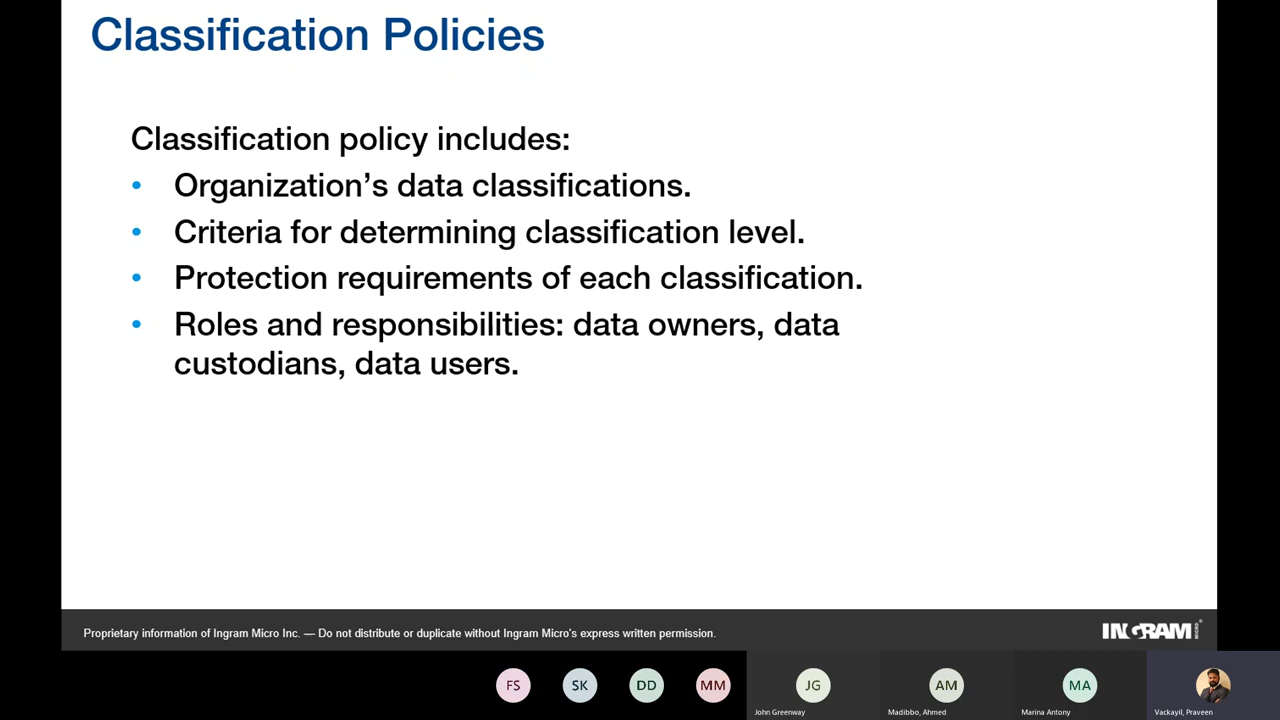 Classification Policies
Classification policy includes:
• Organization’s data classifications.
• Criteria for determining classification level.
• Protection requirements of each classification.
• Roles and responsibilities: data owners, data
custodians, data users.
Proprietary information of Ingram Micro Inc. — Do not distribute or duplicate without Ingram Micro's express written permission.
INGRAM MICRO ®
FS SK DD MM JG AM MA
John Greenway Madibbo, Ahmed Marina Antony Vackayil, Praveen